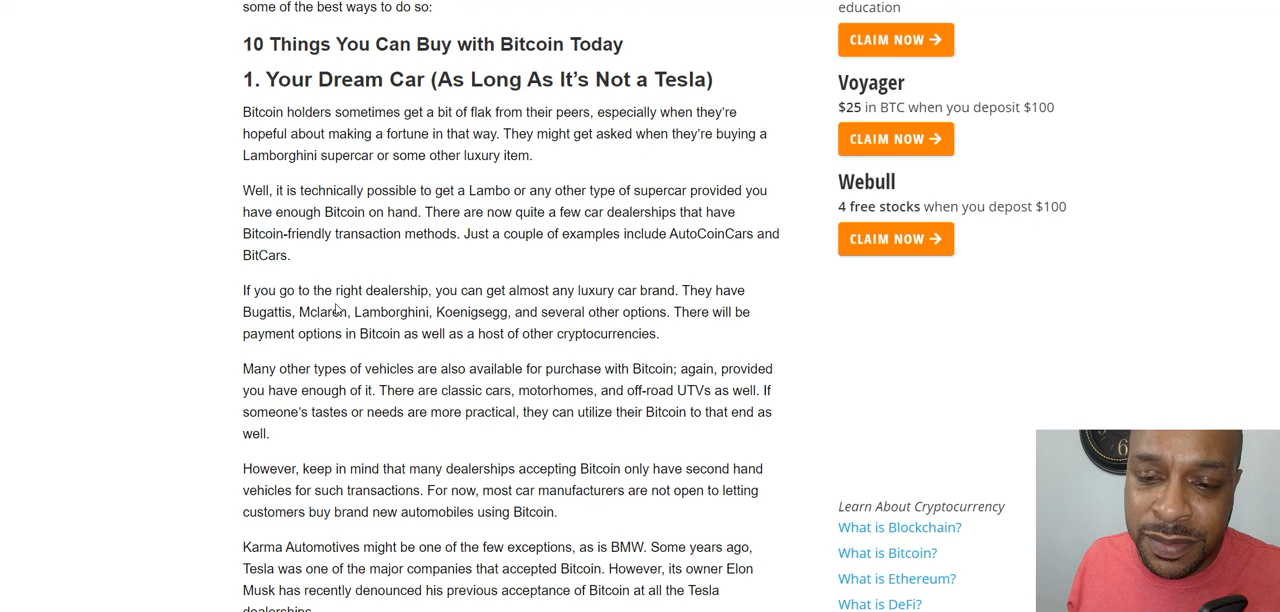 some of the best ways to do so:
10 Things You Can Buy with Bitcoin Today
1. Your Dream Car (As Long As It’s Not a Tesla)
Bitcoin holders sometimes get a bit of flak from their peers, especially when they’re
hopeful about making a fortune in that way. They might get asked when they’re buying a
Lamborghini supercar or some other luxury item.
Well, it is technically possible to get a Lambo or any other type of supercar provided you
have enough Bitcoin on hand. There are now quite a few car dealerships that have
Bitcoin-friendly transaction methods. Just a couple of examples include AutoCoinCars and
BitCars.
If you go to the right dealership, you can get almost any luxury car brand. They have
Bugattis, Mclaren, Lamborghini, Koenigsegg, and several other options. There will be
payment options in Bitcoin as well as a host of other cryptocurrencies.
Many other types of vehicles are also available for purchase with Bitcoin; again, provided
you have enough of it. There are classic cars, motorhomes, and off-road UTVs as well. If
someone’s tastes or needs are more practical, they can utilize their Bitcoin to that end as
well.
However, keep in mind that many dealerships accepting Bitcoin only have second hand
vehicles for such transactions. For now, most car manufacturers are not open to letting
customers buy brand new automobiles using Bitcoin.
Karma Automotives might be one of the few exceptions, as is BMW. Some years ago,
Tesla was one of the major companies that accepted Bitcoin. However, its owner Elon
Musk has recently denounced his previous acceptance of Bitcoin at all the Tesla
dealerships.
education
CLAIM NOW →
Voyager
$25 in BTC when you deposit $100
CLAIM NOW →
Webull
4 free stocks when you depost $100
CLAIM NOW →
Learn About Cryptocurrency
What is Blockchain?
What is Bitcoin?
What is Ethereum?
What is DeFi?
6